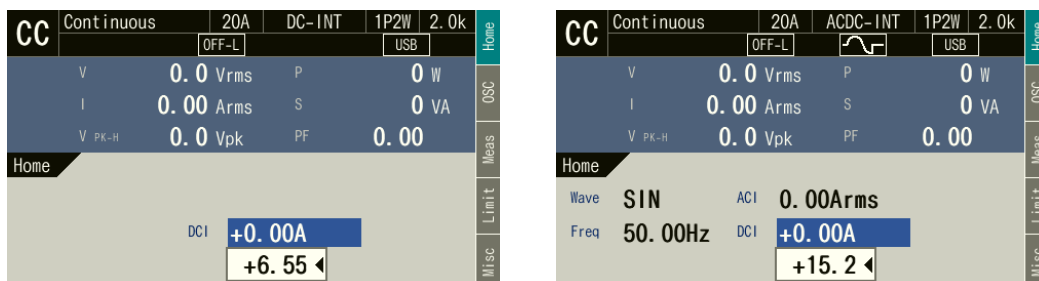 CC Continuous 20A DC-INT 1P2W 2.0k
OFF-L USB
V 0.0 Vrms P 0 W
I 0.00 Arms S 0 VA
V PK-H 0.0 Vpk PF 0.00
Home
DCI +0.00A
+6.55
Home
OSC
Meas
Limit
Misc
CC Continuous 20A ACDC-INT 1P2W 2.0k
OFF-L USB
V 0.0 Vrms P 0 W
I 0.00 Arms S 0 VA
V PK-H 0.0 Vpk PF 0.00
Home
Wave SIN ACI 0.00Arms
Freq 50.00Hz DCI +0.00A
+15.2
Home
OSC
Meas
Limit
Misc